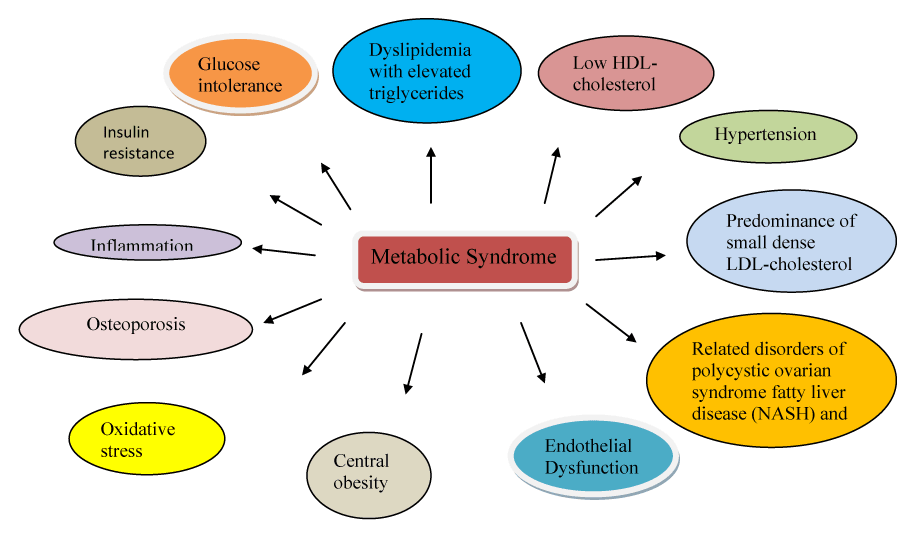 Glucose
intolerance
Dyslipidemia
with elevated
triglycerides
Low HDL-
cholesterol
Insulin
resistance
Hypertension
Inflammation
Metabolic Syndrome
Predominance of
small dense
LDL-cholesterol
Osteoporosis
Related disorders of
polycystic ovarian
syndrome fatty liver
disease (NASH) and
Oxidative
stress
Central
obesity
Endothelial
Dysfunction